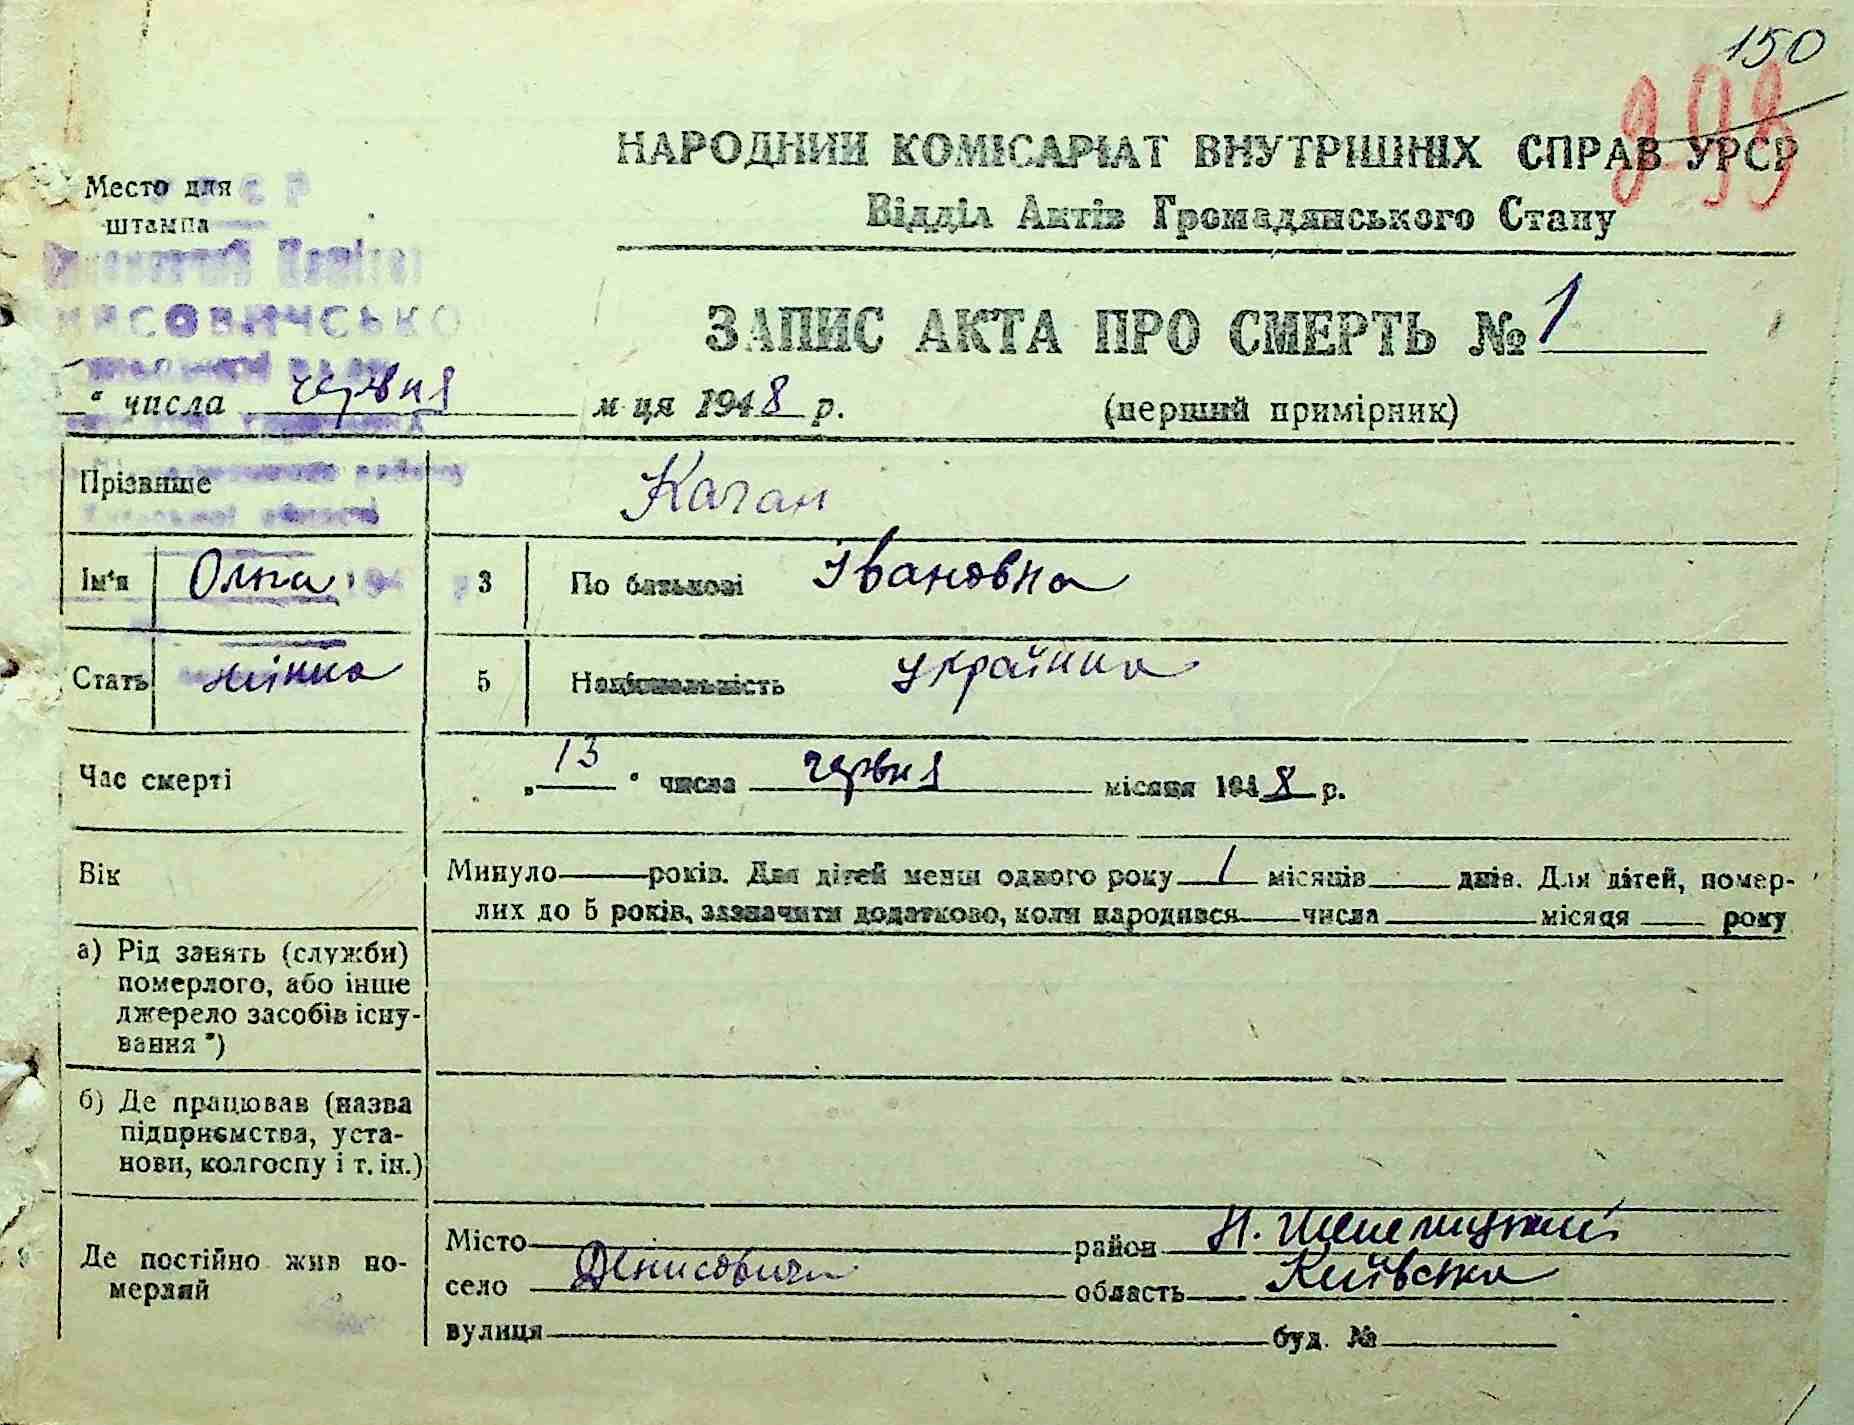 150
НАРОДНИЙ КОМІСАРІАТ ВНУТРІШНІХ СПРАВ УРСР
Відділ Актів Громадянського Стану
Место для
штампа
ЗАПИС АКТА ПРО СМЕРТЬ № 1
" числа червня м-ця 1948 р.
(перший примірник)
Прізвище Каган
Ім'я Ольга 3 По батькові Івановна
Стать жінка 5 Національність українка
Час смерті „13" числа червня місяця 1948 р.
Вік Минуло років. Для дітей менш одного року 1 місяців днів. Для дітей, помер-
лих до 5 років, зазначити додатково, коли народився числа місяця року
а) Рід занять (служби)
померлого, або інше
джерело засобів існу-
вання *)
б) Де працював (назва
підприємства, уста-
нови, колгоспу і т. ін.)
Де постійно жив по-
мерлий
Місто район Н. Шепелицький
село Денисовичи область Київська
вулиця буд. №